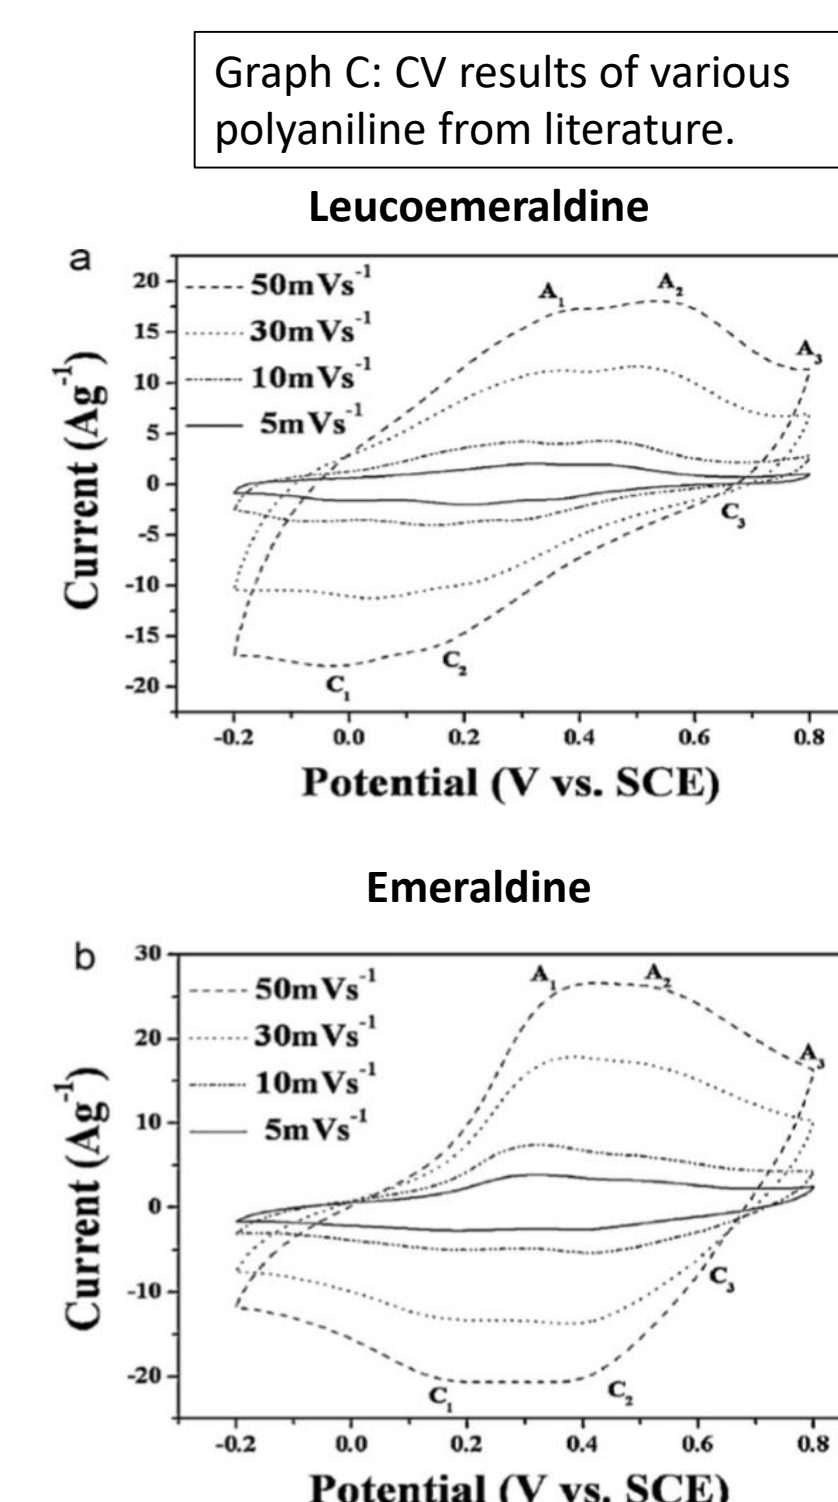 Graph C: CV results of various
polyaniline from literature.
Leucoemeraldine
a
20
15
10
5
0
-5
-10
-15
-20
Current (Ag⁻¹)
50mVs⁻¹
30mVs⁻¹
10mVs⁻¹
5mVs⁻¹
A₁
A₂
A₃
C₁
C₂
C₃
-0.2 0.0 0.2 0.4 0.6 0.8
Potential (V vs. SCE)
Emeraldine
b
30
20
10
0
-10
-20
Current (Ag⁻¹)
50mVs⁻¹
30mVs⁻¹
10mVs⁻¹
5mVs⁻¹
A₁
A₂
A₃
C₁
C₂
C₃
-0.2 0.0 0.2 0.4 0.6 0.8
Potential (V vs. SCE)